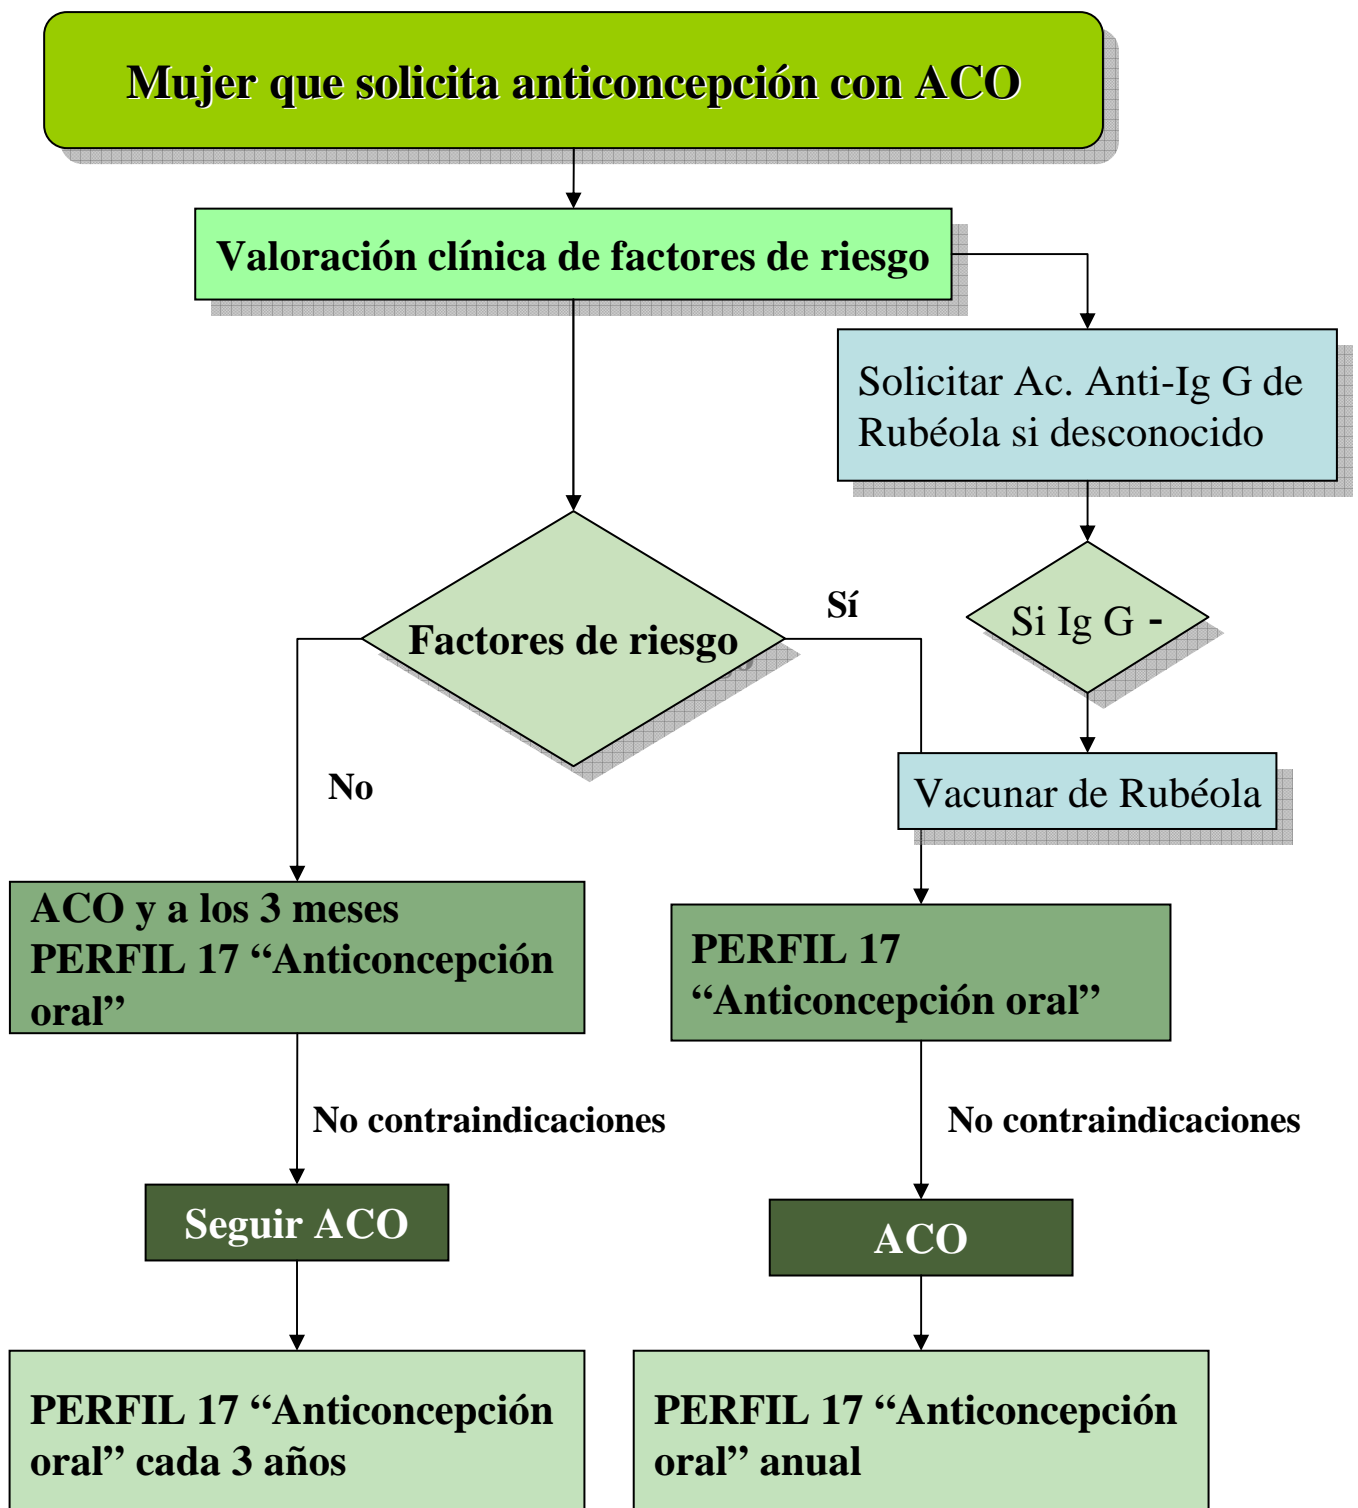 Mujer que solicita anticoncepción con ACO
Valoración clínica de factores de riesgo
Solicitar Ac. Anti-Ig G de
Rubéola si desconocido
Si Ig G -
Sí
Factores de riesgo
Vacunar de Rubéola
No
ACO y a los 3 meses
PERFIL 17 “Anticoncepción
oral”
PERFIL 17
“Anticoncepción oral”
No contraindicaciones
No contraindicaciones
Seguir ACO
ACO
PERFIL 17 “Anticoncepción
oral” cada 3 años
PERFIL 17 “Anticoncepción
oral” anual